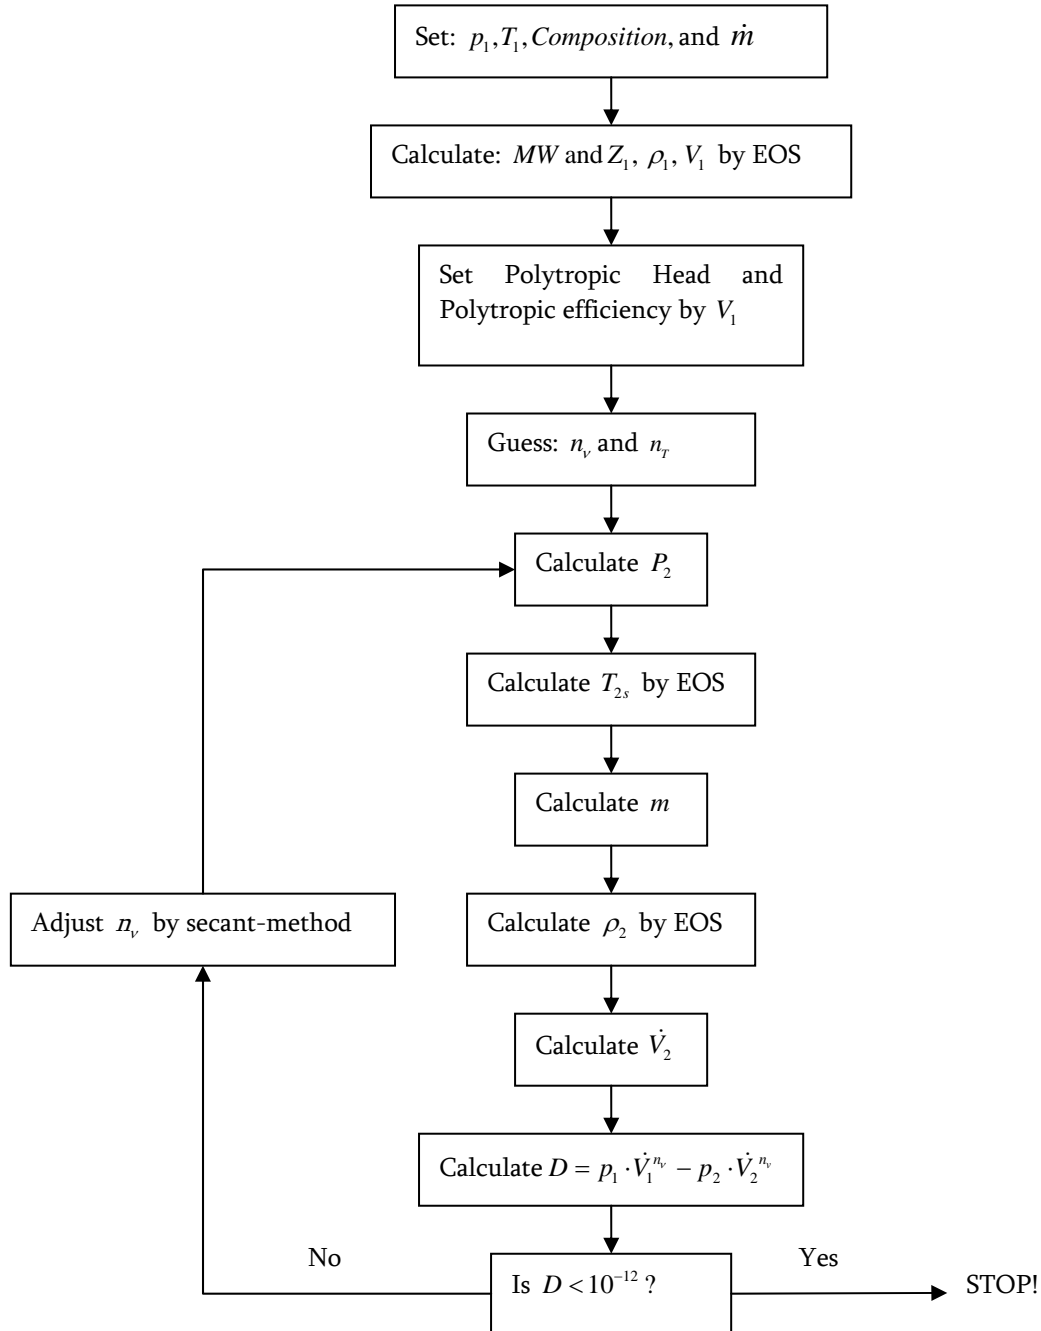 Set: p₁, T₁, Composition, and ṁ
Calculate: MW and Z₁, ρ₁, V₁ by EOS
Set Polytropic Head and
Polytropic efficiency by V₁
Guess: nᵥ and n_T
Calculate P₂
Calculate T₂ₛ by EOS
Calculate m
Adjust nᵥ by secant-method
Calculate ρ₂ by EOS
Calculate V̇₂
Calculate D = p₁ · V̇₁^{nᵥ} − p₂ · V̇₂^{nᵥ}
No
Is D < 10⁻¹² ?
Yes
STOP!